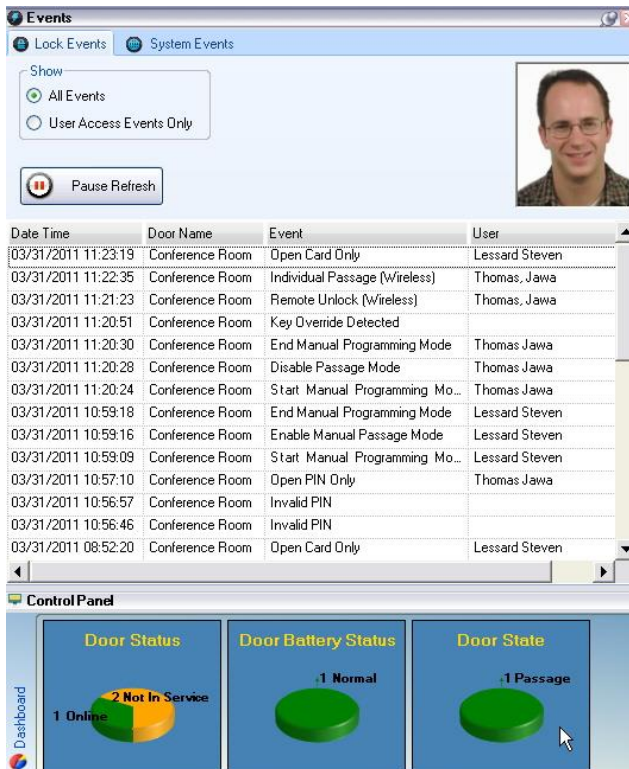 Events
Lock Events System Events
Show
All Events
User Access Events Only
Pause Refresh
Date Time Door Name Event User
03/31/2011 11:23:19 Conference Room Open Card Only Lessard Steven
03/31/2011 11:22:35 Conference Room Individual Passage (Wireless) Thomas, Jawa
03/31/2011 11:21:23 Conference Room Remote Unlock (Wireless) Thomas, Jawa
03/31/2011 11:20:51 Conference Room Key Override Detected
03/31/2011 11:20:30 Conference Room End Manual Programming Mode Thomas Jawa
03/31/2011 11:20:28 Conference Room Disable Passage Mode Thomas Jawa
03/31/2011 11:20:24 Conference Room Start Manual Programming Mo... Thomas Jawa
03/31/2011 10:59:18 Conference Room End Manual Programming Mode Lessard Steven
03/31/2011 10:59:16 Conference Room Enable Manual Passage Mode Lessard Steven
03/31/2011 10:59:09 Conference Room Start Manual Programming Mo... Lessard Steven
03/31/2011 10:57:10 Conference Room Open PIN Only Thomas Jawa
03/31/2011 10:56:57 Conference Room Invalid PIN
03/31/2011 10:56:46 Conference Room Invalid PIN
03/31/2011 08:52:20 Conference Room Open Card Only Lessard Steven
Control Panel
Dashboard
Door Status Door Battery Status Door State
1 Normal 1 Passage
2 Not In Service
1 Online